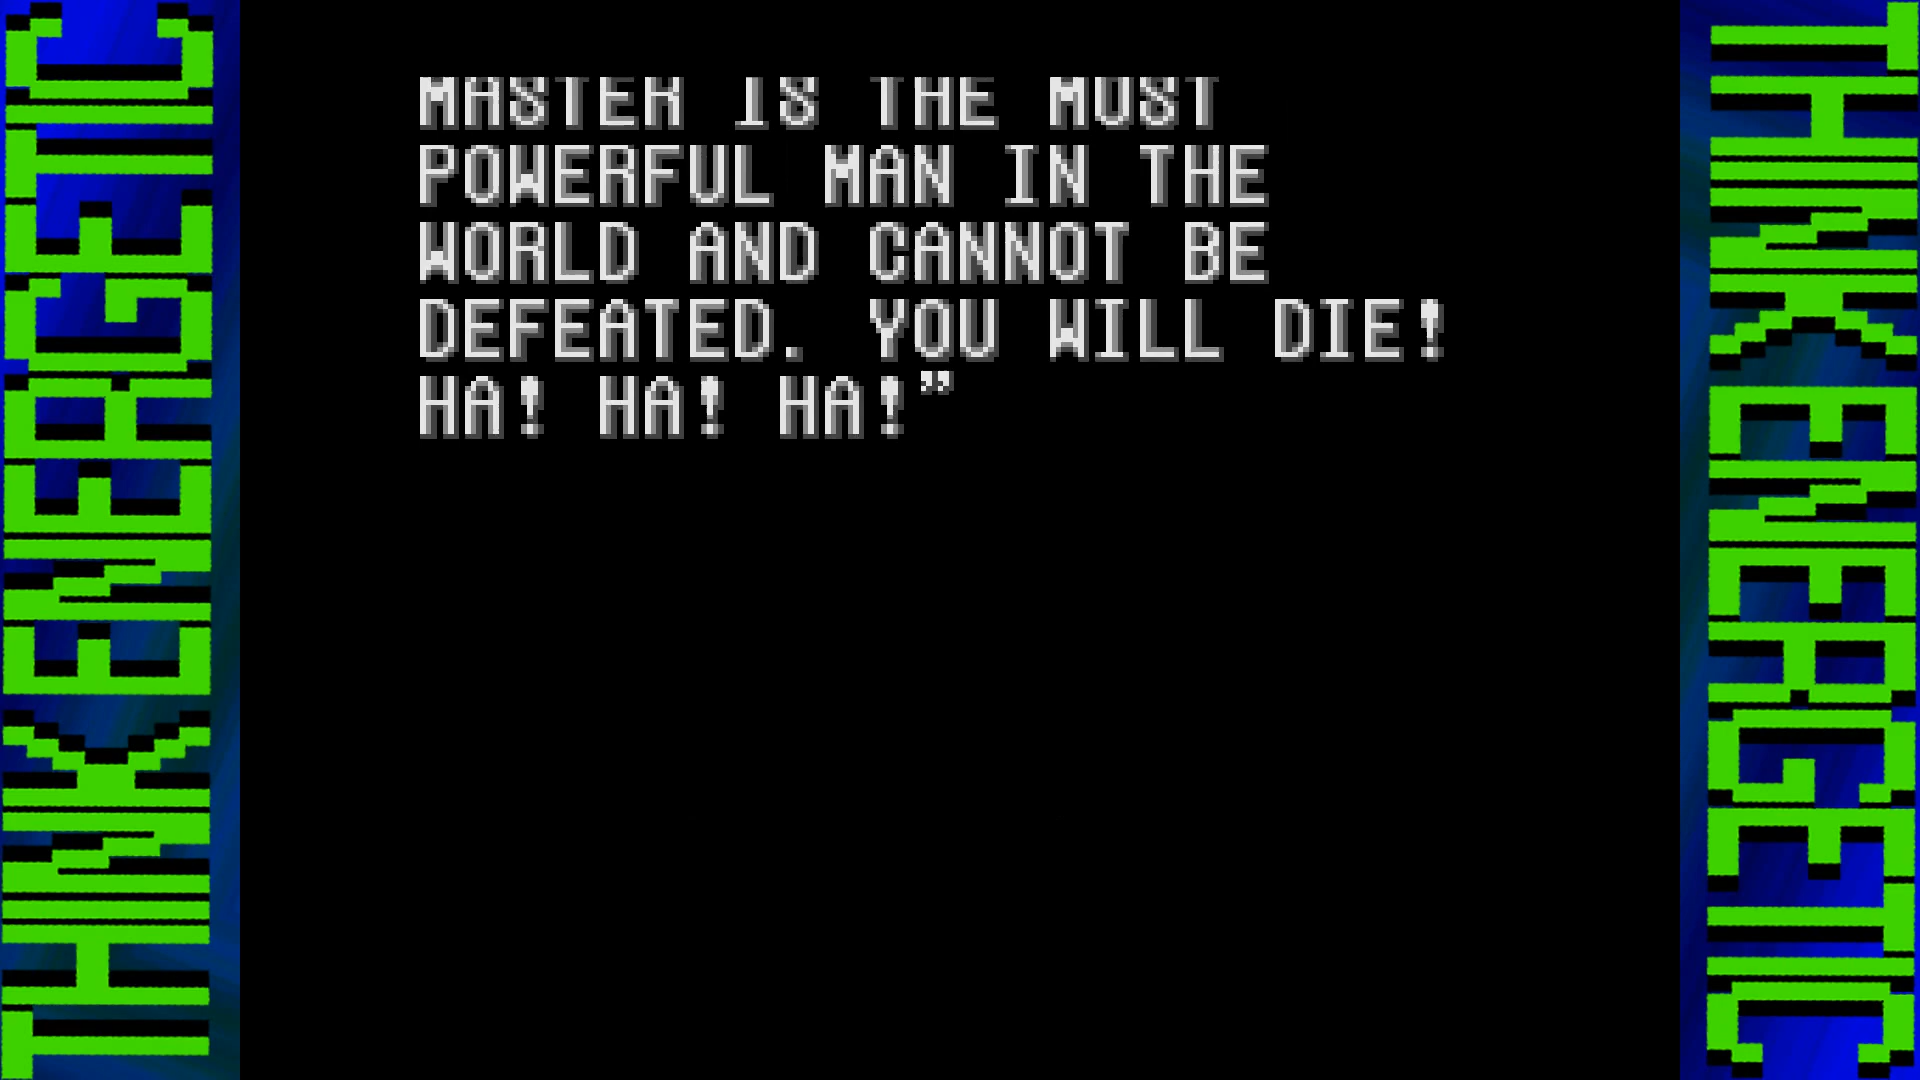 THINK ENERGETIC
MASTER IS THE MOST
POWERFUL MAN IN THE
WORLD AND CANNOT BE
DEFEATED. YOU WILL DIE!
HA! HA! HA!”
THINK ENERGETIC